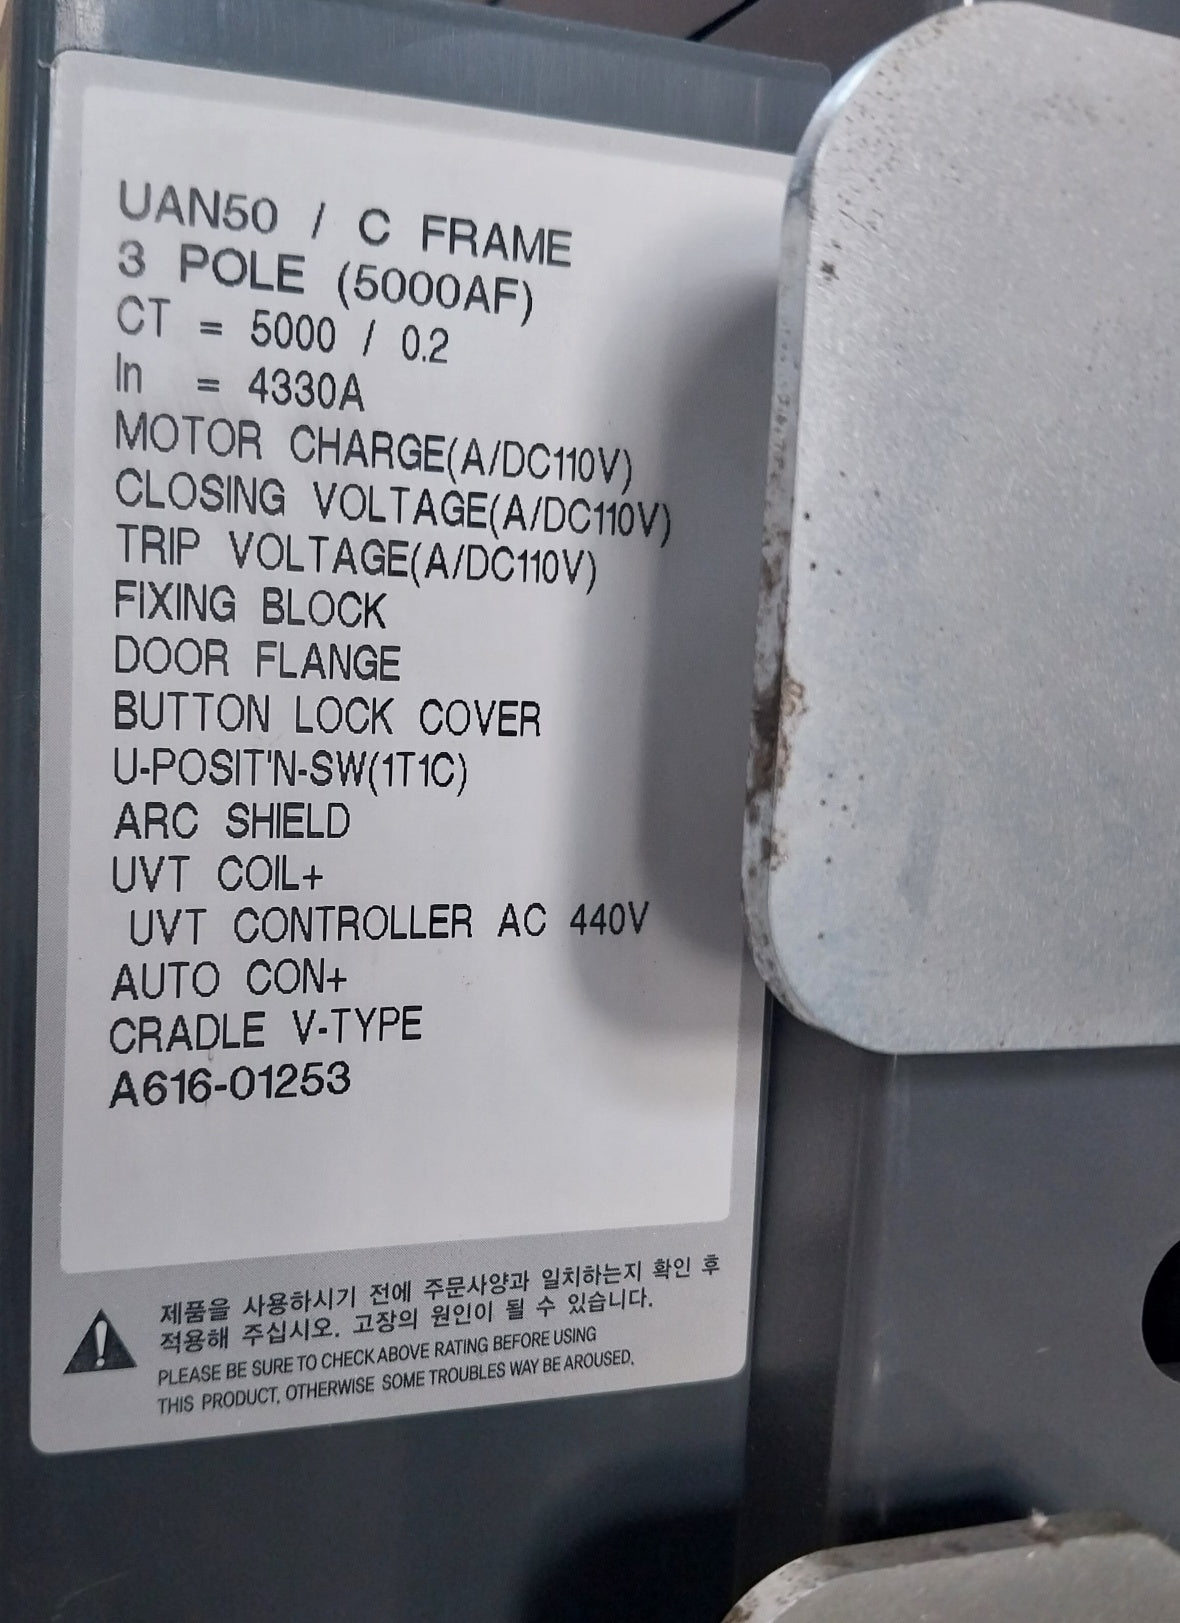 UAN50 / C FRAME
3 POLE (5000AF)
CT = 5000 / 0.2
In = 4330A
MOTOR CHARGE(A/DC110V)
CLOSING VOLTAGE(A/DC110V)
TRIP VOLTAGE(A/DC110V)
FIXING BLOCK
DOOR FLANGE
BUTTON LOCK COVER
U-POSIT'N-SW(1T1C)
ARC SHIELD
UVT COIL+
UVT CONTROLLER AC 440V
AUTO CON+
CRADLE V-TYPE
A616-01253
제품을 사용하시기 전에 주문사양과 일치하는지 확인 후
적용해 주십시오. 고장의 원인이 될 수 있습니다.
PLEASE BE SURE TO CHECK ABOVE RATING BEFORE USING
THIS PRODUCT, OTHERWISE SOME TROUBLES WAY BE AROUSED.